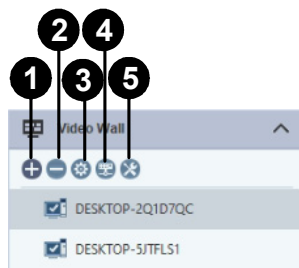 2 4
1 3 5
Video Wall
DESKTOP-2Q1D7QC
DESKTOP-5JTFLS1